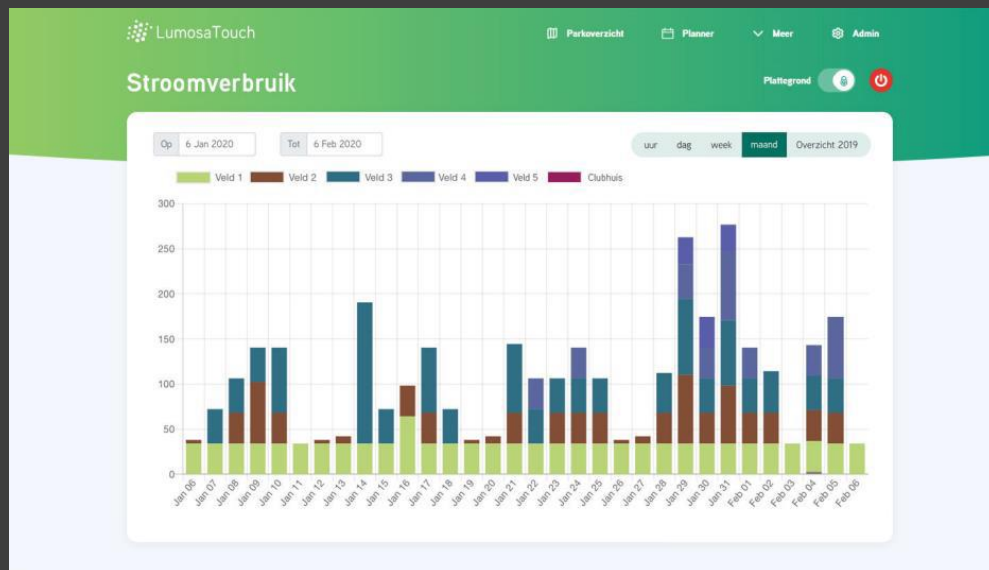 LumosaTouch
Parkoverzicht Planner Meer Admin
Stroomverbruik
Plattegrond
Op 6 Jan 2020 Tot 6 Feb 2020
uur dag week maand Overzicht 2019
Veld 1 Veld 2 Veld 3 Veld 4 Veld 5 Clubhuis
300
250
200
150
100
50
0
Jan 06 Jan 07 Jan 08 Jan 09 Jan 10 Jan 11 Jan 12 Jan 13 Jan 14 Jan 15 Jan 16 Jan 17 Jan 18 Jan 19 Jan 20 Jan 21 Jan 22 Jan 23 Jan 24 Jan 25 Jan 26 Jan 27 Jan 28 Jan 29 Jan 30 Jan 31 Feb 01 Feb 02 Feb 03 Feb 04 Feb 05 Feb 06